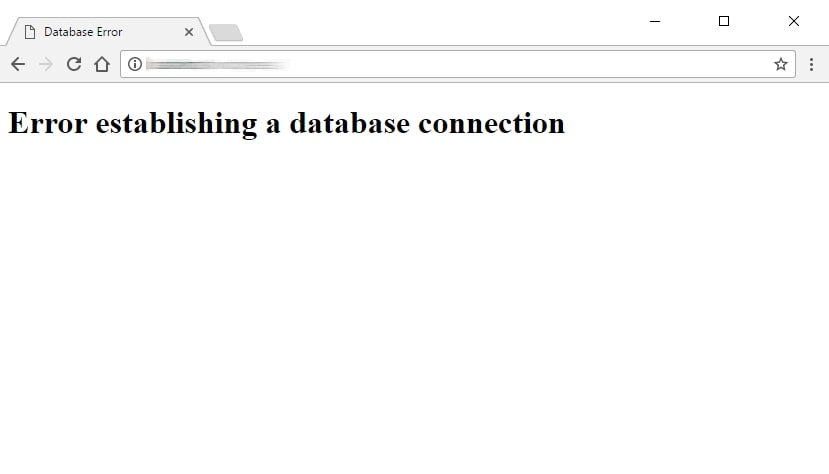 Database Error
Error establishing a database connection